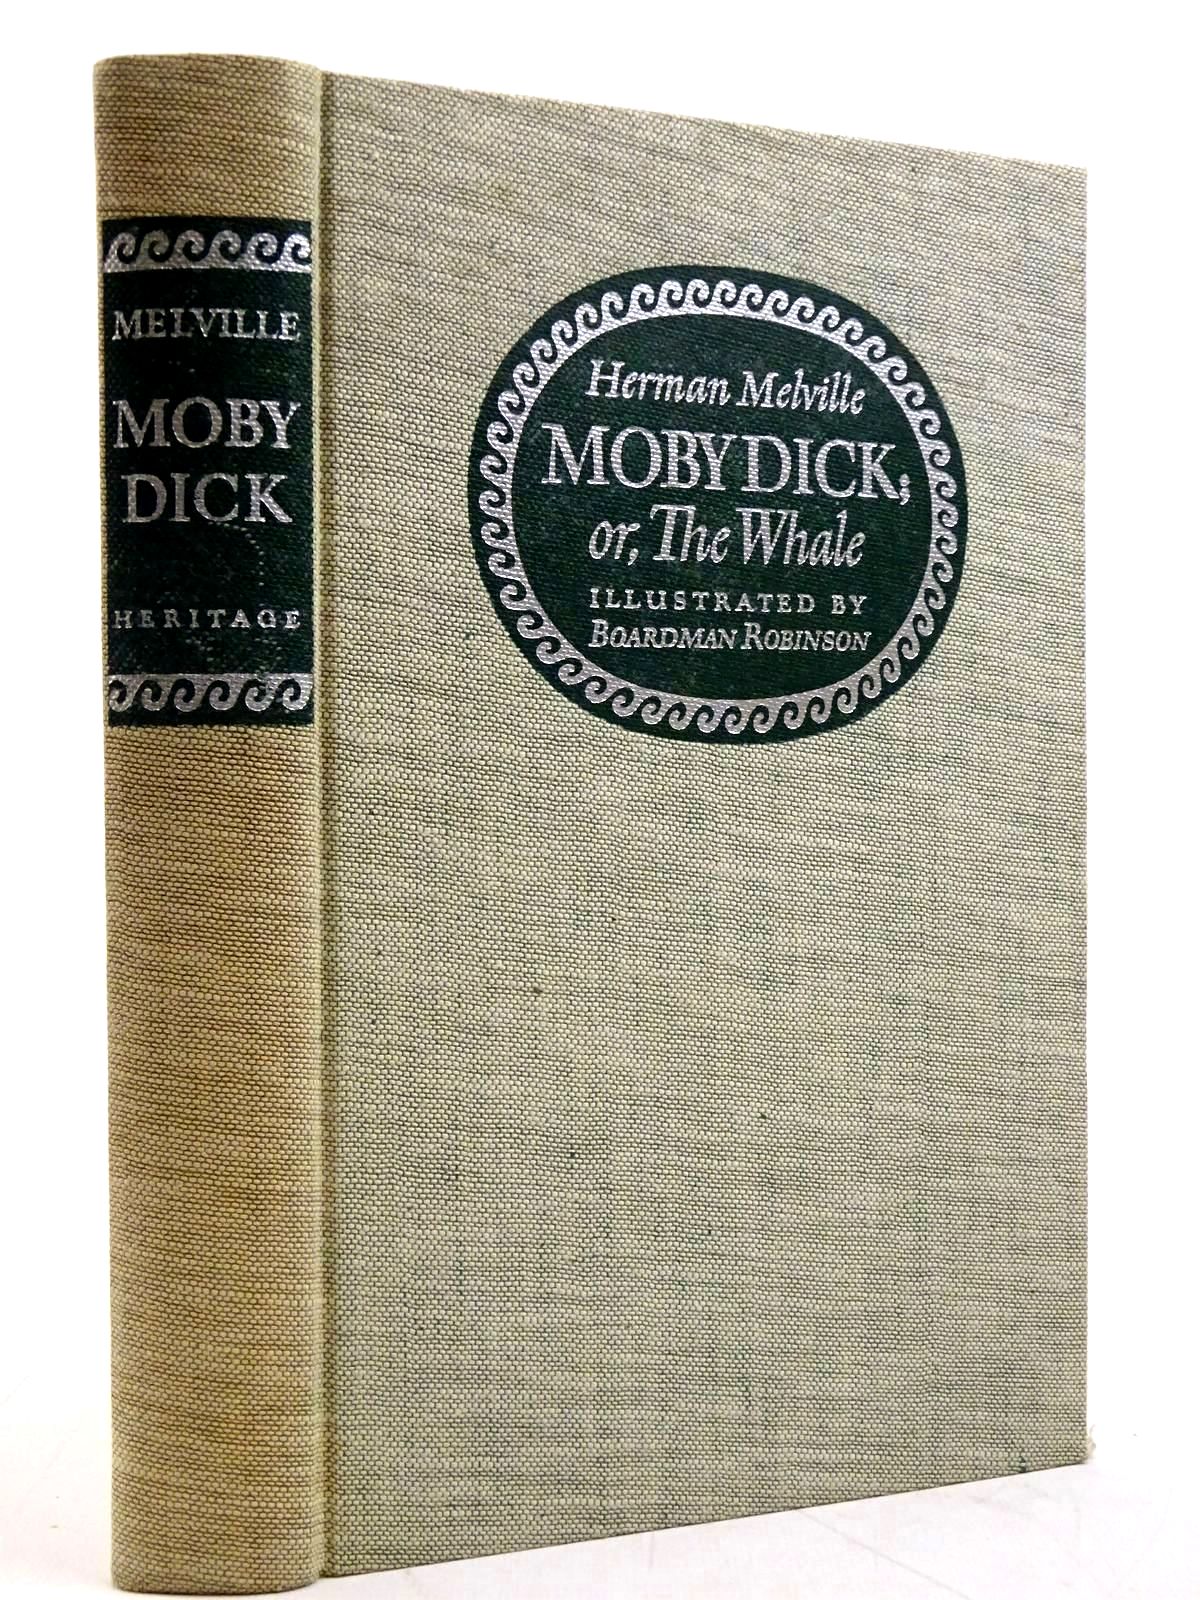 MELVILLE
MOBY
DICK
HERITAGE
Herman Melville
MOBY DICK;
or, The Whale
ILLUSTRATED BY
BOARDMAN ROBINSON